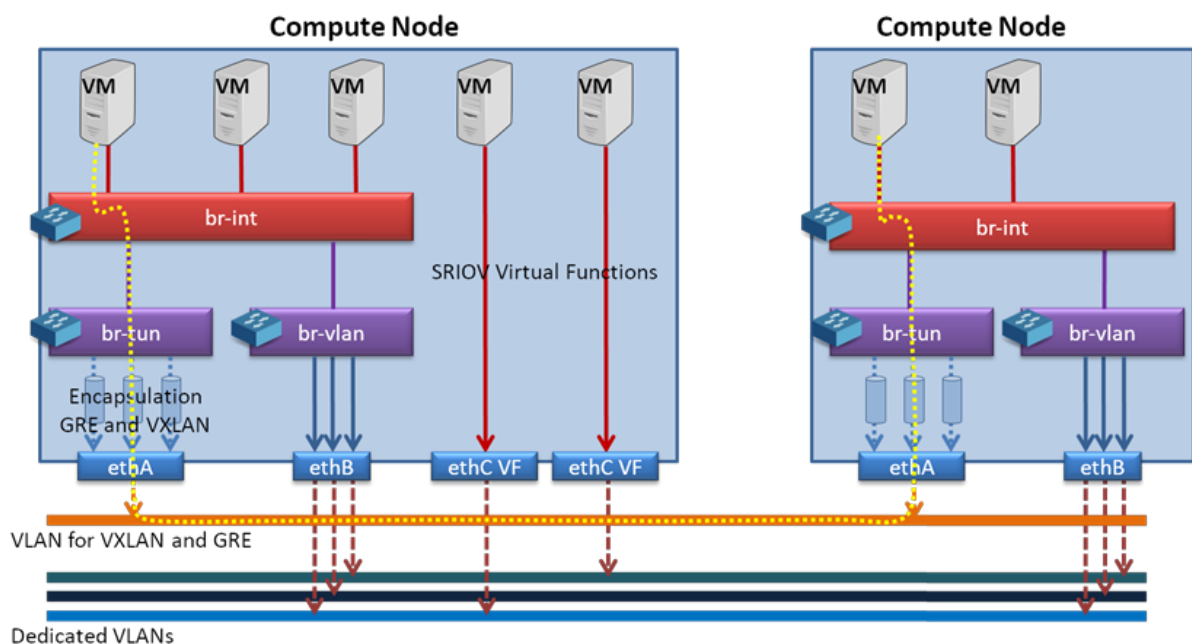 Compute Node
Compute Node
VM
VM
VM
VM
VM
VM
VM
br-int
br-int
SRIOV Virtual Functions
br-tun
br-vlan
br-tun
br-vlan
Encapsulation
GRE and VXLAN
ethA
ethB
ethC VF
ethC VF
ethA
ethB
VLAN for VXLAN and GRE
Dedicated VLANs